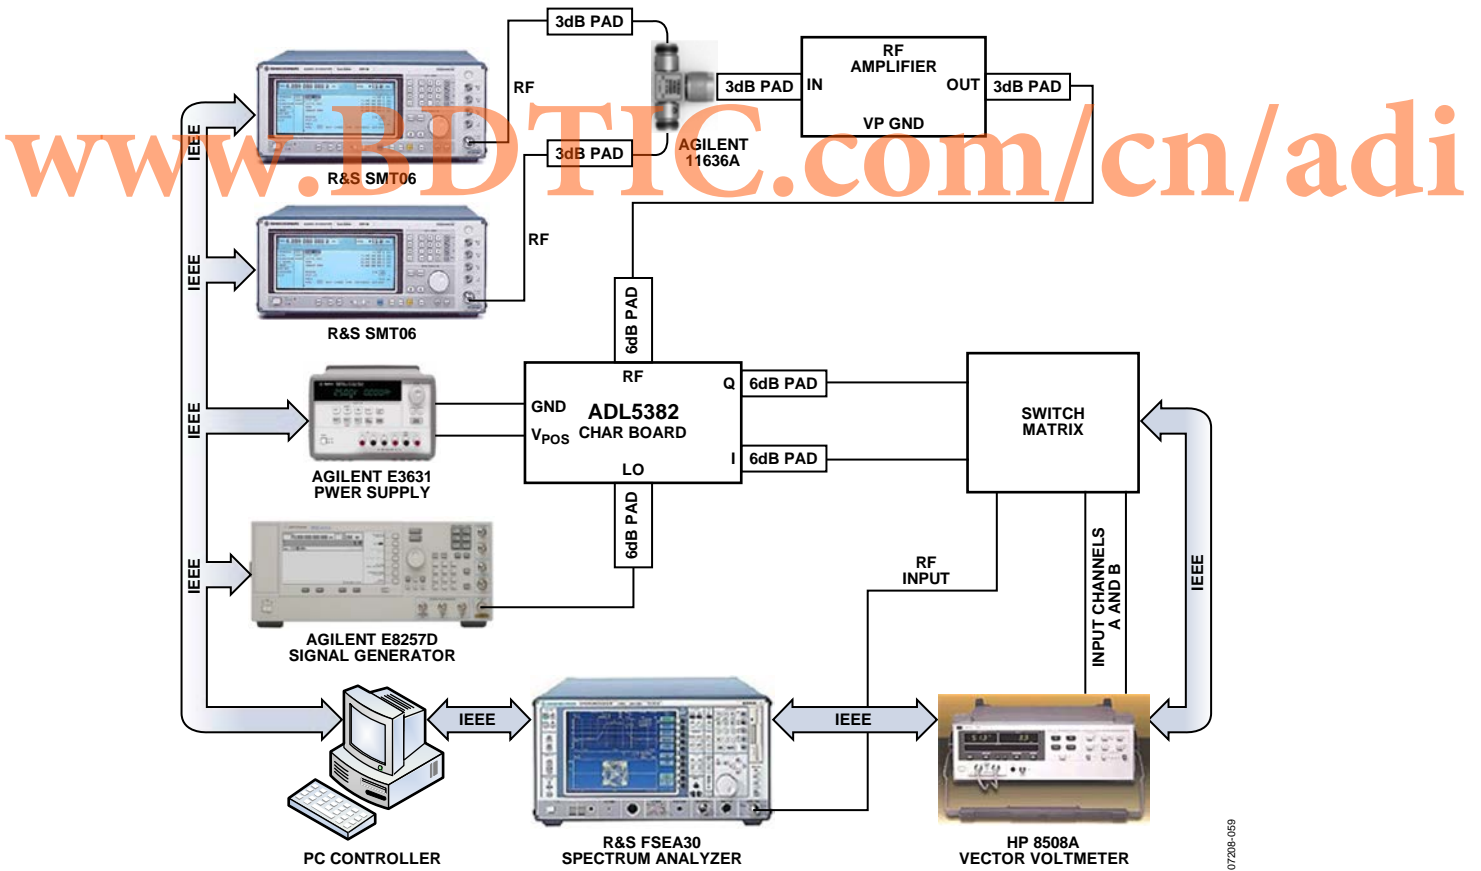 3dB PAD
RF
AMPLIFIER
IN
OUT
VP GND
3dB PAD
3dB PAD
RF
IEEE
3dB PAD
AGILENT
11636A
www.BDTIC.com/cn/adi
R&S SMT06
RF
IEEE
R&S SMT06
6dB PAD
RF
Q
6dB PAD
GND
ADL5382
CHAR BOARD
VPOS
I
6dB PAD
LO
SWITCH
MATRIX
IEEE
AGILENT E3631
PWER SUPPLY
6dB PAD
IEEE
RF
INPUT
INPUT CHANNELS
A AND B
IEEE
AGILENT E8257D
SIGNAL GENERATOR
IEEE
IEEE
PC CONTROLLER
R&S FSEA30
SPECTRUM ANALYZER
HP 8508A
VECTOR VOLTMETER
07208-059